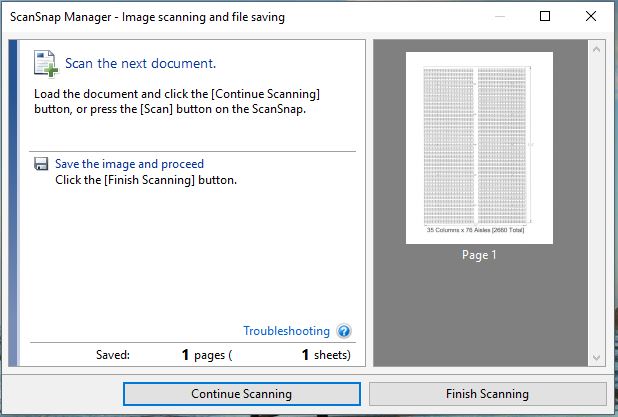 ScanSnap Manager - Image scanning and file saving
Scan the next document.
Load the document and click the [Continue Scanning]
button, or press the [Scan] button on the ScanSnap.
Save the image and proceed
Click the [Finish Scanning] button.
Troubleshooting
Saved: 1 pages ( 1 sheets)
35 Columns x 76 Aisles [2660 Total]
Page 1
Continue Scanning
Finish Scanning